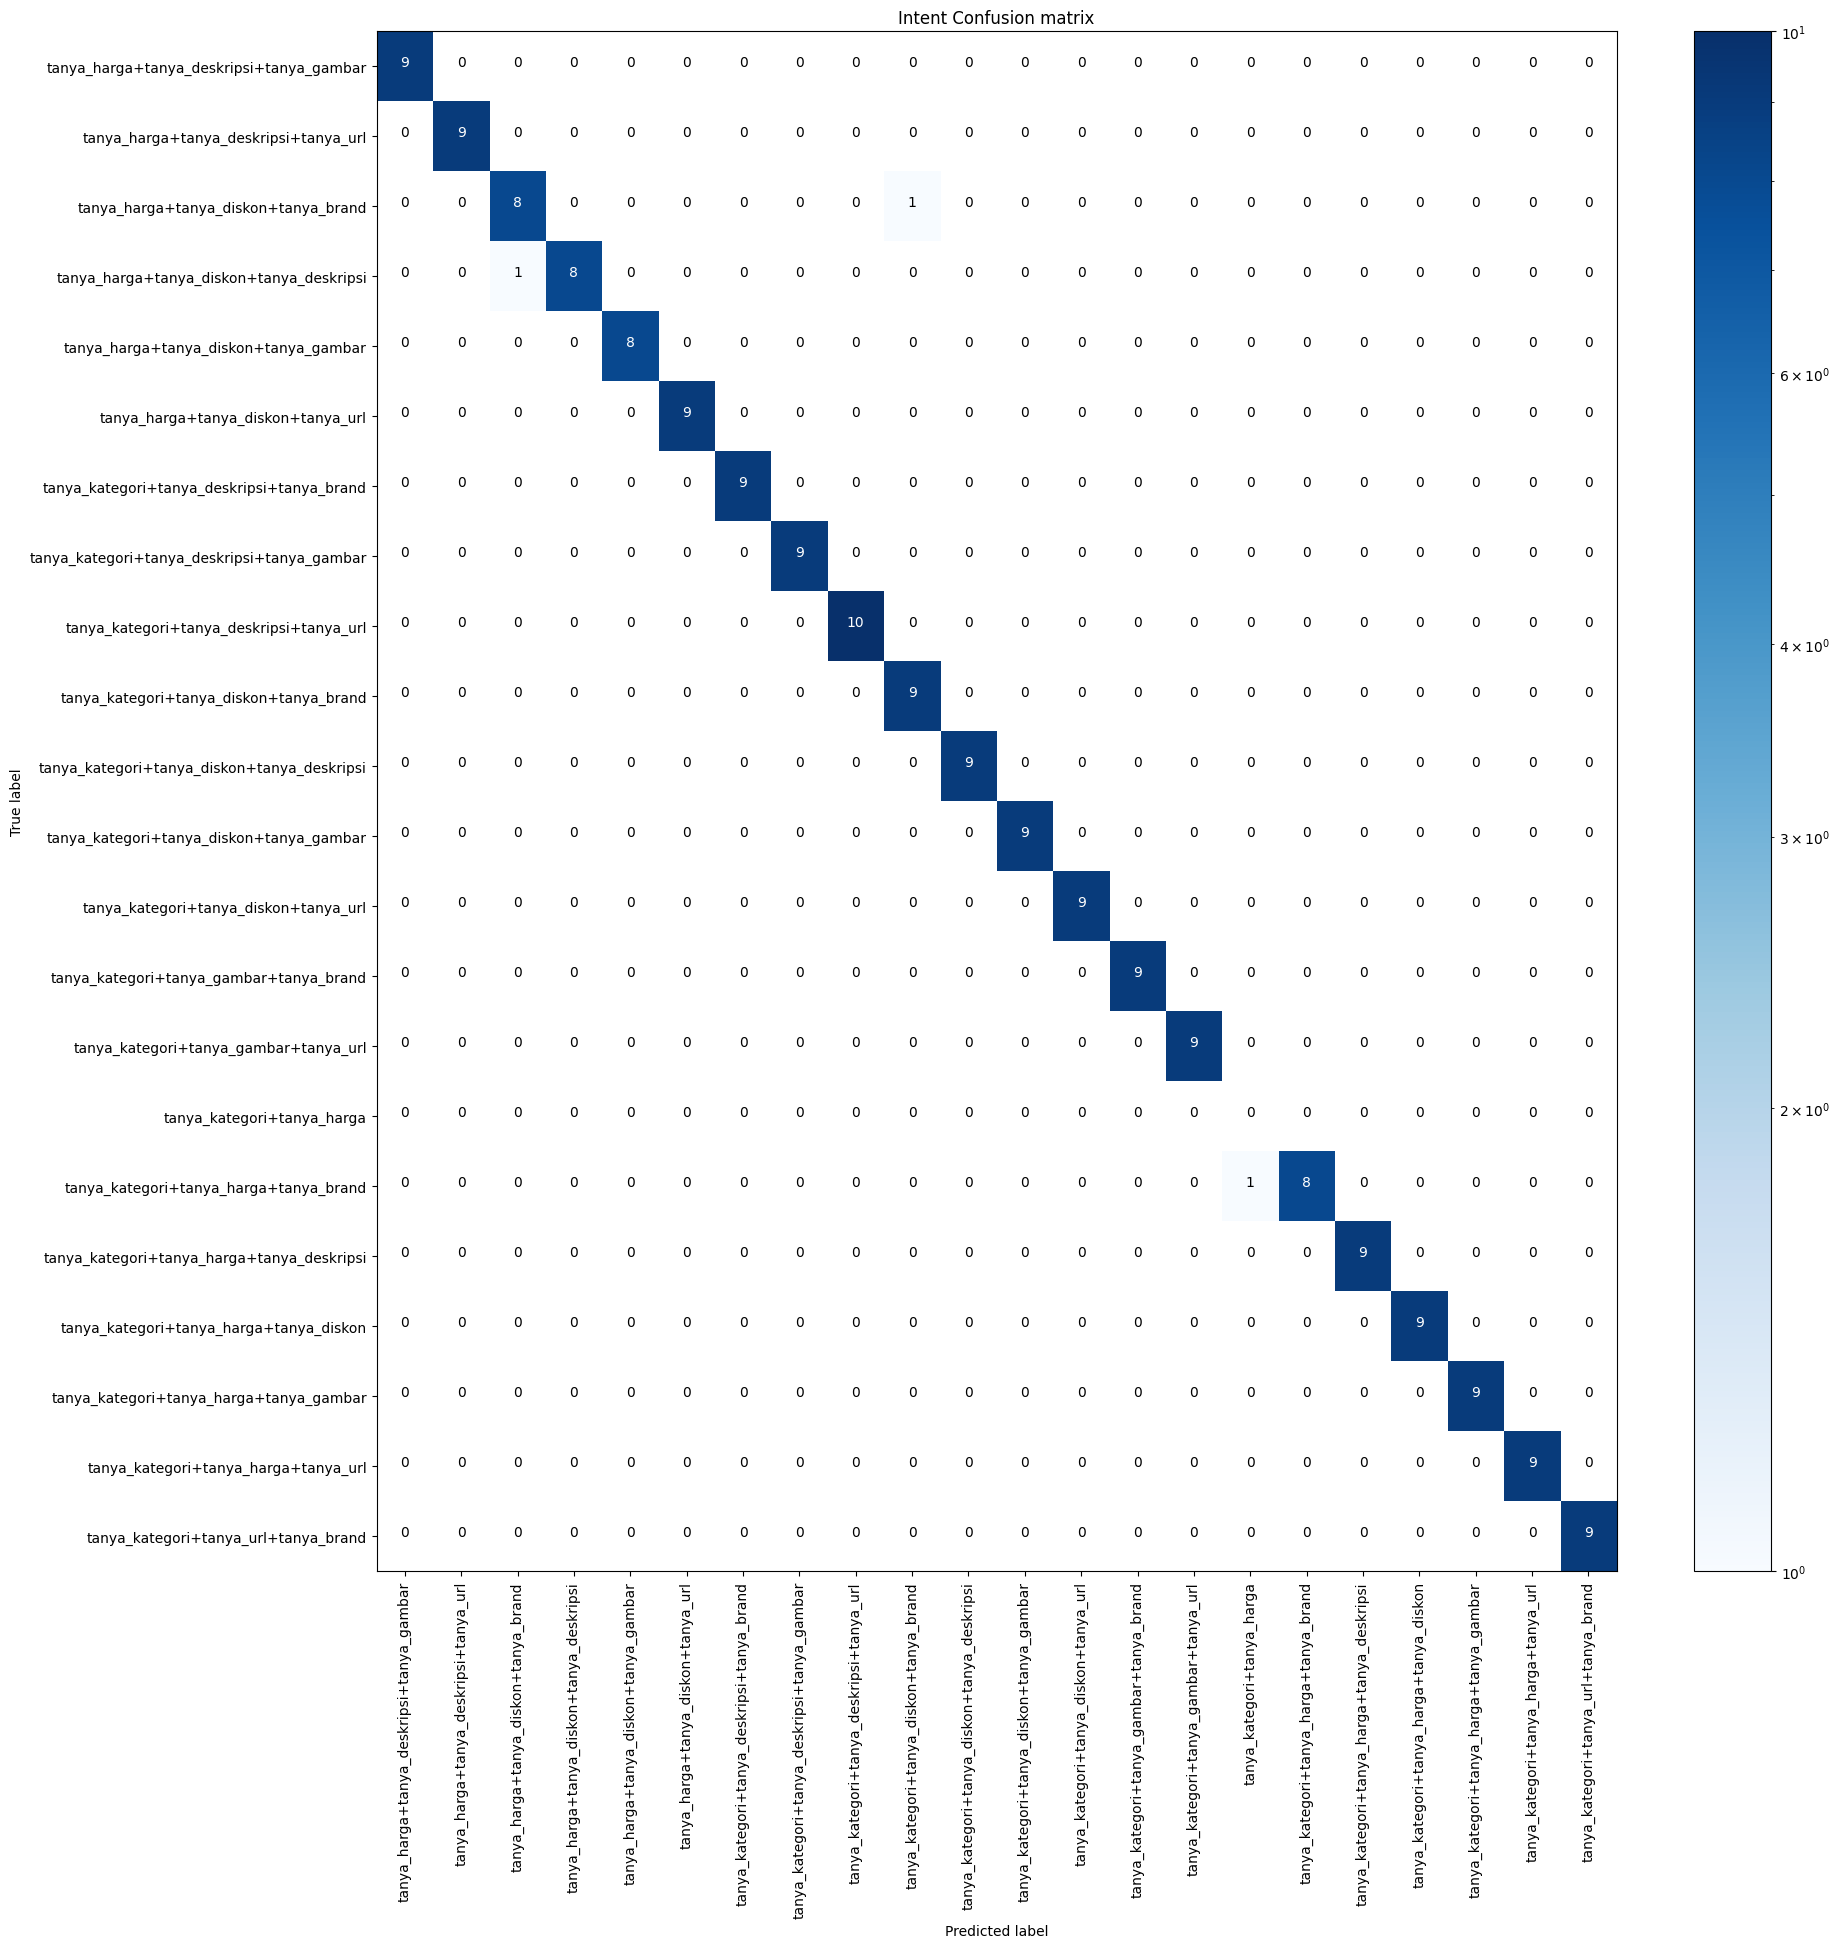 Intent Confusion matrix
tanya_harga+tanya_deskripsi+tanya_gambar 9 0 0 0 0 0 0 0 0 0 0 0 0 0 0 0 0 0 0 0 0 0
tanya_harga+tanya_deskripsi+tanya_url 0 9 0 0 0 0 0 0 0 0 0 0 0 0 0 0 0 0 0 0 0 0
tanya_harga+tanya_diskon+tanya_brand 0 0 8 0 0 0 0 0 0 1 0 0 0 0 0 0 0 0 0 0 0 0
tanya_harga+tanya_diskon+tanya_deskripsi 0 0 1 8 0 0 0 0 0 0 0 0 0 0 0 0 0 0 0 0 0 0
tanya_harga+tanya_diskon+tanya_gambar 0 0 0 0 8 0 0 0 0 0 0 0 0 0 0 0 0 0 0 0 0 0
tanya_harga+tanya_diskon+tanya_url 0 0 0 0 0 9 0 0 0 0 0 0 0 0 0 0 0 0 0 0 0 0
tanya_kategori+tanya_deskripsi+tanya_brand 0 0 0 0 0 0 9 0 0 0 0 0 0 0 0 0 0 0 0 0 0 0
tanya_kategori+tanya_deskripsi+tanya_gambar 0 0 0 0 0 0 0 9 0 0 0 0 0 0 0 0 0 0 0 0 0 0
tanya_kategori+tanya_deskripsi+tanya_url 0 0 0 0 0 0 0 0 10 0 0 0 0 0 0 0 0 0 0 0 0 0
tanya_kategori+tanya_diskon+tanya_brand 0 0 0 0 0 0 0 0 0 9 0 0 0 0 0 0 0 0 0 0 0 0
tanya_kategori+tanya_diskon+tanya_deskripsi 0 0 0 0 0 0 0 0 0 0 9 0 0 0 0 0 0 0 0 0 0 0
tanya_kategori+tanya_diskon+tanya_gambar 0 0 0 0 0 0 0 0 0 0 0 9 0 0 0 0 0 0 0 0 0 0
tanya_kategori+tanya_diskon+tanya_url 0 0 0 0 0 0 0 0 0 0 0 0 9 0 0 0 0 0 0 0 0 0
tanya_kategori+tanya_gambar+tanya_brand 0 0 0 0 0 0 0 0 0 0 0 0 0 9 0 0 0 0 0 0 0 0
tanya_kategori+tanya_gambar+tanya_url 0 0 0 0 0 0 0 0 0 0 0 0 0 0 9 0 0 0 0 0 0 0
tanya_kategori+tanya_harga 0 0 0 0 0 0 0 0 0 0 0 0 0 0 0 0 0 0 0 0 0 0
tanya_kategori+tanya_harga+tanya_brand 0 0 0 0 0 0 0 0 0 0 0 0 0 0 0 1 8 0 0 0 0 0
tanya_kategori+tanya_harga+tanya_deskripsi 0 0 0 0 0 0 0 0 0 0 0 0 0 0 0 0 0 9 0 0 0 0
tanya_kategori+tanya_harga+tanya_diskon 0 0 0 0 0 0 0 0 0 0 0 0 0 0 0 0 0 0 9 0 0 0
tanya_kategori+tanya_harga+tanya_gambar 0 0 0 0 0 0 0 0 0 0 0 0 0 0 0 0 0 0 0 9 0 0
tanya_kategori+tanya_harga+tanya_url 0 0 0 0 0 0 0 0 0 0 0 0 0 0 0 0 0 0 0 0 9 0
tanya_kategori+tanya_url+tanya_brand 0 0 0 0 0 0 0 0 0 0 0 0 0 0 0 0 0 0 0 0 0 9
True label
tanya_harga+tanya_deskripsi+tanya_gambar
tanya_harga+tanya_deskripsi+tanya_url
tanya_harga+tanya_diskon+tanya_brand
tanya_harga+tanya_diskon+tanya_deskripsi
tanya_harga+tanya_diskon+tanya_gambar
tanya_harga+tanya_diskon+tanya_url
tanya_kategori+tanya_deskripsi+tanya_brand
tanya_kategori+tanya_deskripsi+tanya_gambar
tanya_kategori+tanya_deskripsi+tanya_url
tanya_kategori+tanya_diskon+tanya_brand
tanya_kategori+tanya_diskon+tanya_deskripsi
tanya_kategori+tanya_diskon+tanya_gambar
tanya_kategori+tanya_diskon+tanya_url
tanya_kategori+tanya_gambar+tanya_brand
tanya_kategori+tanya_gambar+tanya_url
tanya_kategori+tanya_harga
tanya_kategori+tanya_harga+tanya_brand
tanya_kategori+tanya_harga+tanya_deskripsi
tanya_kategori+tanya_harga+tanya_diskon
tanya_kategori+tanya_harga+tanya_gambar
tanya_kategori+tanya_harga+tanya_url
tanya_kategori+tanya_url+tanya_brand
Predicted label
10¹
6 × 10⁰
4 × 10⁰
3 × 10⁰
2 × 10⁰
10⁰